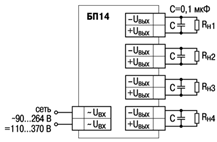 БП14
C=0,1 мкФ
–Uвых
+Uвых
C
Rн1
–Uвых
+Uвых
C
Rн2
–Uвых
+Uвых
C
Rн3
–Uвых
+Uвых
C
Rн4
сеть
~90...264 В
=110...370 В
~ Uвх
~ Uвх